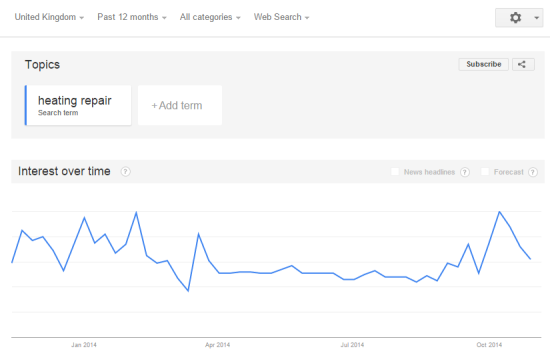 United Kingdom Past 12 months All categories Web Search
Topics
Subscribe
heating repair
Search term
+Add term
Interest over time ?
News headlines ? Forecast ?
Jan 2014 Apr 2014 Jul 2014 Oct 2014